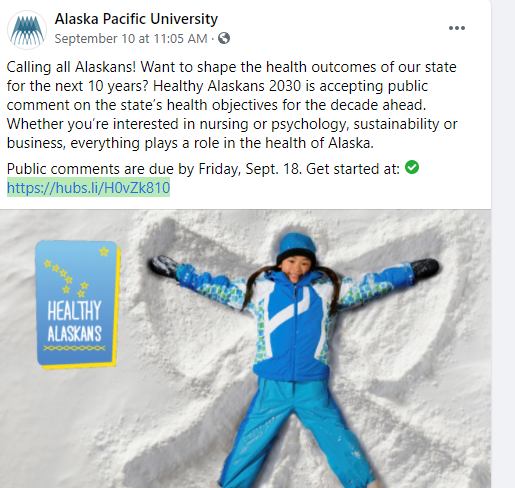 Alaska Pacific University
September 10 at 11:05 AM ·
Calling all Alaskans! Want to shape the health outcomes of our state
for the next 10 years? Healthy Alaskans 2030 is accepting public
comment on the state's health objectives for the decade ahead.
Whether you're interested in nursing or psychology, sustainability or
business, everything plays a role in the health of Alaska.
Public comments are due by Friday, Sept. 18. Get started at: ✅
https://hubs.li/H0vZk810
HEALTHY
ALASKANS